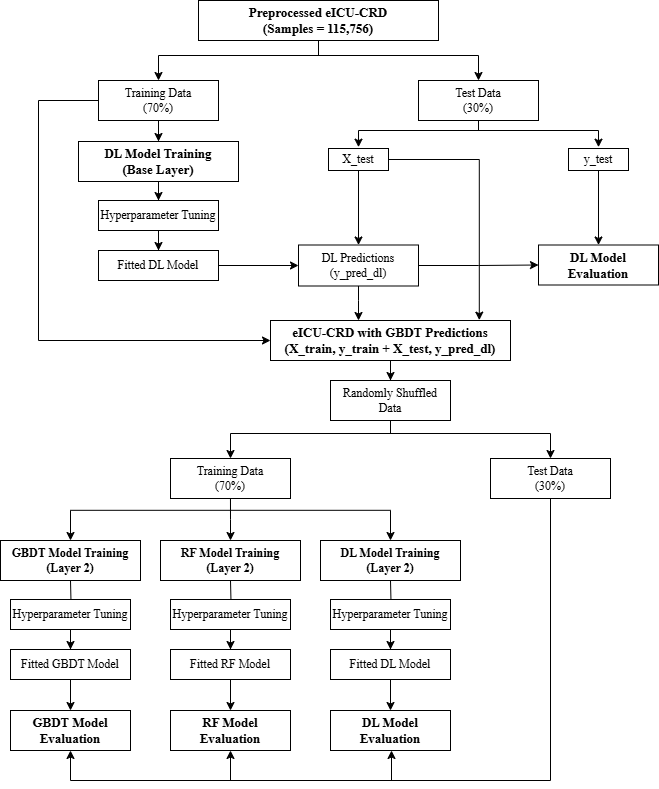 Preprocessed eICU-CRD
(Samples = 115,756)
Training Data
(70%)
Test Data
(30%)
DL Model Training
(Base Layer)
X_test
y_test
Hyperparameter Tuning
Fitted DL Model
DL Predictions
(y_pred_dl)
DL Model
Evaluation
eICU-CRD with GBDT Predictions
(X_train, y_train + X_test, y_pred_dl)
Randomly Shuffled
Data
Training Data
(70%)
Test Data
(30%)
GBDT Model Training
(Layer 2)
RF Model Training
(Layer 2)
DL Model Training
(Layer 2)
Hyperparameter Tuning
Hyperparameter Tuning
Hyperparameter Tuning
Fitted GBDT Model
Fitted RF Model
Fitted DL Model
GBDT Model
Evaluation
RF Model
Evaluation
DL Model
Evaluation